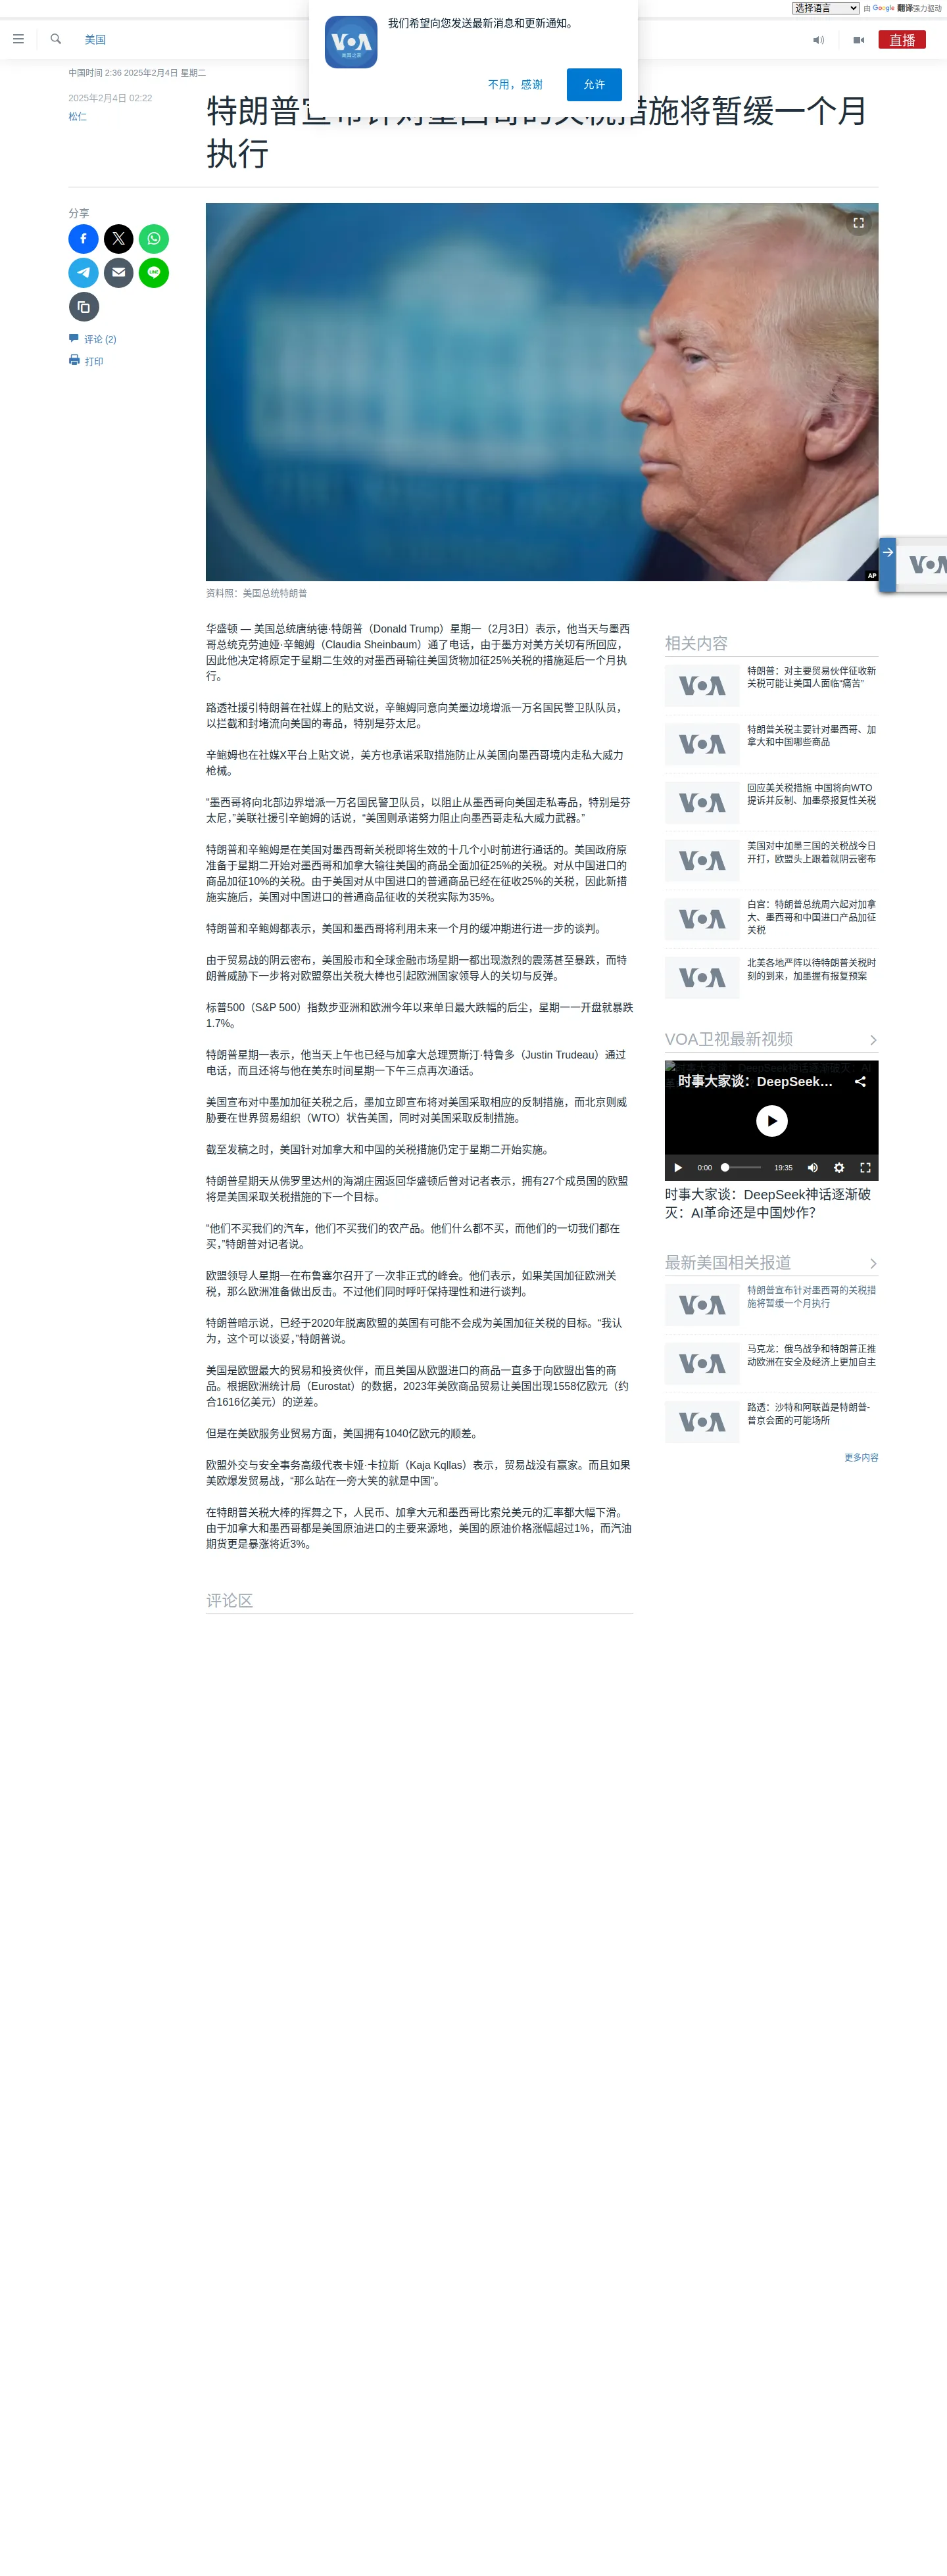 选择语言
由 Google 翻译强力驱动
美国
直播
VOA
美国之音
我们希望向您发送最新消息和更新通知。
不用，感谢
允许
中国时间 2:36 2025年2月4日 星期二
2025年2月4日 02:22
松仁
特朗普宣布针对墨西哥的关税措施将暂缓一个月
执行
分享
评论 (2)
打印
AP
VOA
资料照：美国总统特朗普
华盛顿 — 美国总统唐纳德·特朗普（Donald Trump）星期一（2月3日）表示，他当天与墨西
哥总统克劳迪娅·辛鲍姆（Claudia Sheinbaum）通了电话，由于墨方对美方关切有所回应，
因此他决定将原定于星期二生效的对墨西哥输往美国货物加征25%关税的措施延后一个月执
行。
路透社援引特朗普在社媒上的贴文说，辛鲍姆同意向美墨边境增派一万名国民警卫队队员，
以拦截和封堵流向美国的毒品，特别是芬太尼。
辛鲍姆也在社媒X平台上贴文说，美方也承诺采取措施防止从美国向墨西哥境内走私大威力
枪械。
“墨西哥将向北部边界增派一万名国民警卫队员，以阻止从墨西哥向美国走私毒品，特别是芬
太尼，”美联社援引辛鲍姆的话说，“美国则承诺努力阻止向墨西哥走私大威力武器。”
特朗普和辛鲍姆是在美国对墨西哥新关税即将生效的十几个小时前进行通话的。美国政府原
准备于星期二开始对墨西哥和加拿大输往美国的商品全面加征25%的关税。对从中国进口的
商品加征10%的关税。由于美国对从中国进口的普通商品已经在征收25%的关税，因此新措
施实施后，美国对中国进口的普通商品征收的关税实际为35%。
特朗普和辛鲍姆都表示，美国和墨西哥将利用未来一个月的缓冲期进行进一步的谈判。
由于贸易战的阴云密布，美国股市和全球金融市场星期一都出现激烈的震荡甚至暴跌，而特
朗普威胁下一步将对欧盟祭出关税大棒也引起欧洲国家领导人的关切与反弹。
标普500（S&P 500）指数步亚洲和欧洲今年以来单日最大跌幅的后尘，星期一一开盘就暴跌
1.7%。
特朗普星期一表示，他当天上午也已经与加拿大总理贾斯汀·特鲁多（Justin Trudeau）通过
电话，而且还将与他在美东时间星期一下午三点再次通话。
美国宣布对中墨加加征关税之后，墨加立即宣布将对美国采取相应的反制措施，而北京则威
胁要在世界贸易组织（WTO）状告美国，同时对美国采取反制措施。
截至发稿之时，美国针对加拿大和中国的关税措施仍定于星期二开始实施。
特朗普星期天从佛罗里达州的海湖庄园返回华盛顿后曾对记者表示，拥有27个成员国的欧盟
将是美国采取关税措施的下一个目标。
“他们不买我们的汽车，他们不买我们的农产品。他们什么都不买，而他们的一切我们都在
买，”特朗普对记者说。
欧盟领导人星期一在布鲁塞尔召开了一次非正式的峰会。他们表示，如果美国加征欧洲关
税，那么欧洲准备做出反击。不过他们同时呼吁保持理性和进行谈判。
特朗普暗示说，已经于2020年脱离欧盟的英国有可能不会成为美国加征关税的目标。“我认
为，这个可以谈妥，”特朗普说。
美国是欧盟最大的贸易和投资伙伴，而且美国从欧盟进口的商品一直多于向欧盟出售的商
品。根据欧洲统计局（Eurostat）的数据，2023年美欧商品贸易让美国出现1558亿欧元（约
合1616亿美元）的逆差。
但是在美欧服务业贸易方面，美国拥有1040亿欧元的顺差。
欧盟外交与安全事务高级代表卡娅·卡拉斯（Kaja Kqllas）表示，贸易战没有赢家。而且如果
美欧爆发贸易战，“那么站在一旁大笑的就是中国”。
在特朗普关税大棒的挥舞之下，人民币、加拿大元和墨西哥比索兑美元的汇率都大幅下滑。
由于加拿大和墨西哥都是美国原油进口的主要来源地，美国的原油价格涨幅超过1%，而汽油
期货更是暴涨将近3%。
评论区
相关内容
VOA
特朗普：对主要贸易伙伴征收新
关税可能让美国人面临“痛苦”
VOA
特朗普关税主要针对墨西哥、加
拿大和中国哪些商品
VOA
回应美关税措施 中国将向WTO
提诉并反制、加墨祭报复性关税
VOA
美国对中加墨三国的关税战今日
开打，欧盟头上跟着就阴云密布
VOA
白宫：特朗普总统周六起对加拿
大、墨西哥和中国进口产品加征
关税
VOA
北美各地严阵以待特朗普关税时
刻的到来，加墨握有报复预案
VOA卫视最新视频
时事大家谈：DeepSeek…
0:00
19:35
时事大家谈：DeepSeek神话逐渐破
灭：AI革命还是中国炒作？
最新美国相关报道
VOA
特朗普宣布针对墨西哥的关税措
施将暂缓一个月执行
VOA
马克龙：俄乌战争和特朗普正推
动欧洲在安全及经济上更加自主
VOA
路透：沙特和阿联酋是特朗普-
普京会面的可能场所
更多内容